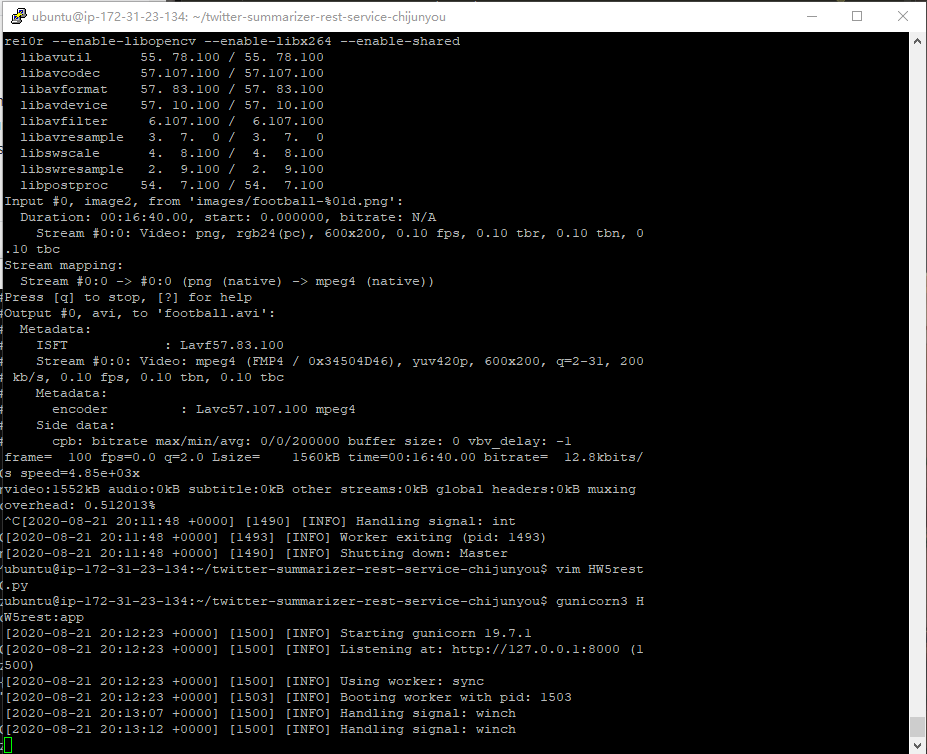 ubuntu@ip-172-31-23-134: ~/twitter-summarizer-rest-service-chijunyou
rei0r --enable-libopencv --enable-libx264 --enable-shared
  libavutil      55. 78.100 / 55. 78.100
  libavcodec     57.107.100 / 57.107.100
  libavformat    57. 83.100 / 57. 83.100
  libavdevice    57. 10.100 / 57. 10.100
  libavfilter     6.107.100 /  6.107.100
  libavresample   3.  7.  0 /  3.  7.  0
  libswscale      4.  8.100 /  4.  8.100
  libswresample   2.  9.100 /  2.  9.100
  libpostproc    54.  7.100 / 54.  7.100
Input #0, image2, from 'images/football-%01d.png':
  Duration: 00:16:40.00, start: 0.000000, bitrate: N/A
    Stream #0:0: Video: png, rgb24(pc), 600x200, 0.10 fps, 0.10 tbr, 0.10 tbn, 0
.10 tbc
Stream mapping:
  Stream #0:0 -> #0:0 (png (native) -> mpeg4 (native))
Press [q] to stop, [?] for help
Output #0, avi, to 'football.avi':
  Metadata:
    ISFT            : Lavf57.83.100
    Stream #0:0: Video: mpeg4 (FMP4 / 0x34504D46), yuv420p, 600x200, q=2-31, 200
 kb/s, 0.10 fps, 0.10 tbn, 0.10 tbc
    Metadata:
      encoder         : Lavc57.107.100 mpeg4
    Side data:
      cpb: bitrate max/min/avg: 0/0/200000 buffer size: 0 vbv_delay: -1
frame=  100 fps=0.0 q=2.0 Lsize=    1560kB time=00:16:40.00 bitrate=  12.8kbits/
s speed=4.85e+03x
video:1552kB audio:0kB subtitle:0kB other streams:0kB global headers:0kB muxing
overhead: 0.512013%
^C[2020-08-21 20:11:48 +0000] [1490] [INFO] Handling signal: int
[2020-08-21 20:11:48 +0000] [1493] [INFO] Worker exiting (pid: 1493)
[2020-08-21 20:11:48 +0000] [1490] [INFO] Shutting down: Master
ubuntu@ip-172-31-23-134:~/twitter-summarizer-rest-service-chijunyou$ vim HW5rest
.py
ubuntu@ip-172-31-23-134:~/twitter-summarizer-rest-service-chijunyou$ gunicorn3 H
W5rest:app
[2020-08-21 20:12:23 +0000] [1500] [INFO] Starting gunicorn 19.7.1
[2020-08-21 20:12:23 +0000] [1500] [INFO] Listening at: http://127.0.0.1:8000 (1
500)
[2020-08-21 20:12:23 +0000] [1500] [INFO] Using worker: sync
[2020-08-21 20:12:23 +0000] [1503] [INFO] Booting worker with pid: 1503
[2020-08-21 20:13:07 +0000] [1500] [INFO] Handling signal: winch
[2020-08-21 20:13:12 +0000] [1500] [INFO] Handling signal: winch